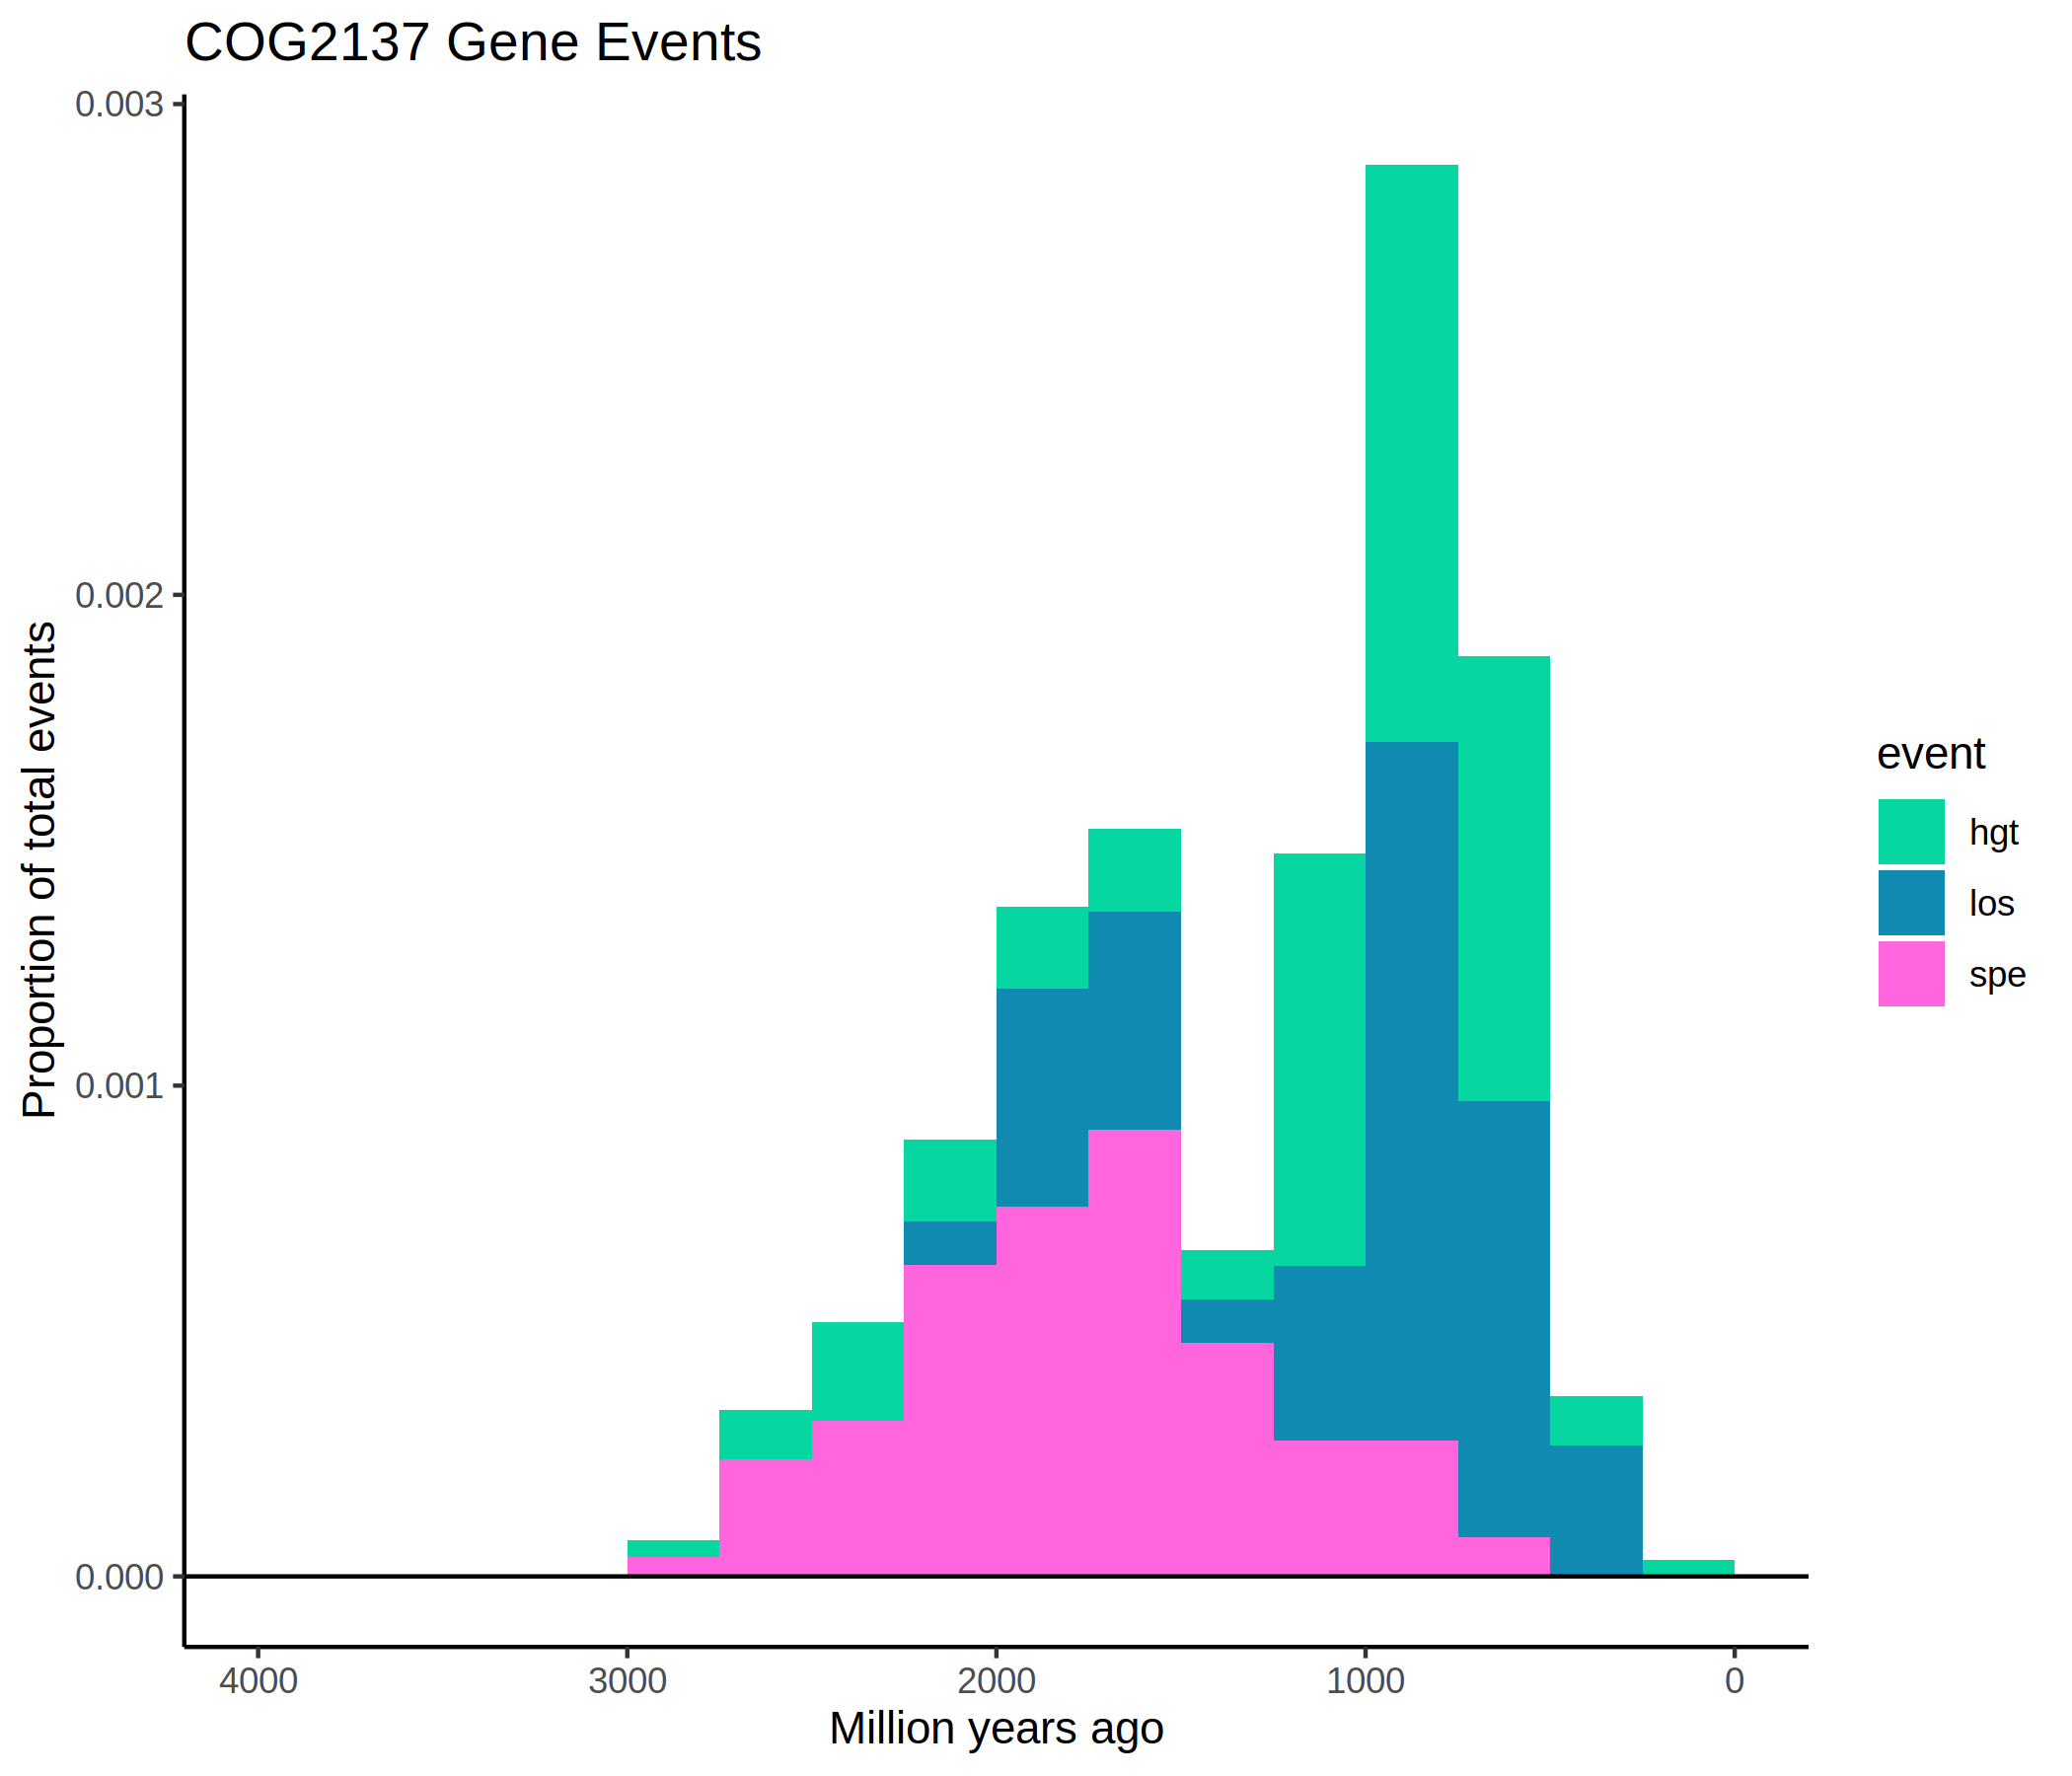 COG2137 Gene Events
Proportion of total events
0.003
0.002
0.001
0.000
4000 3000 2000 1000 0
Million years ago
event
hgt
los
spe